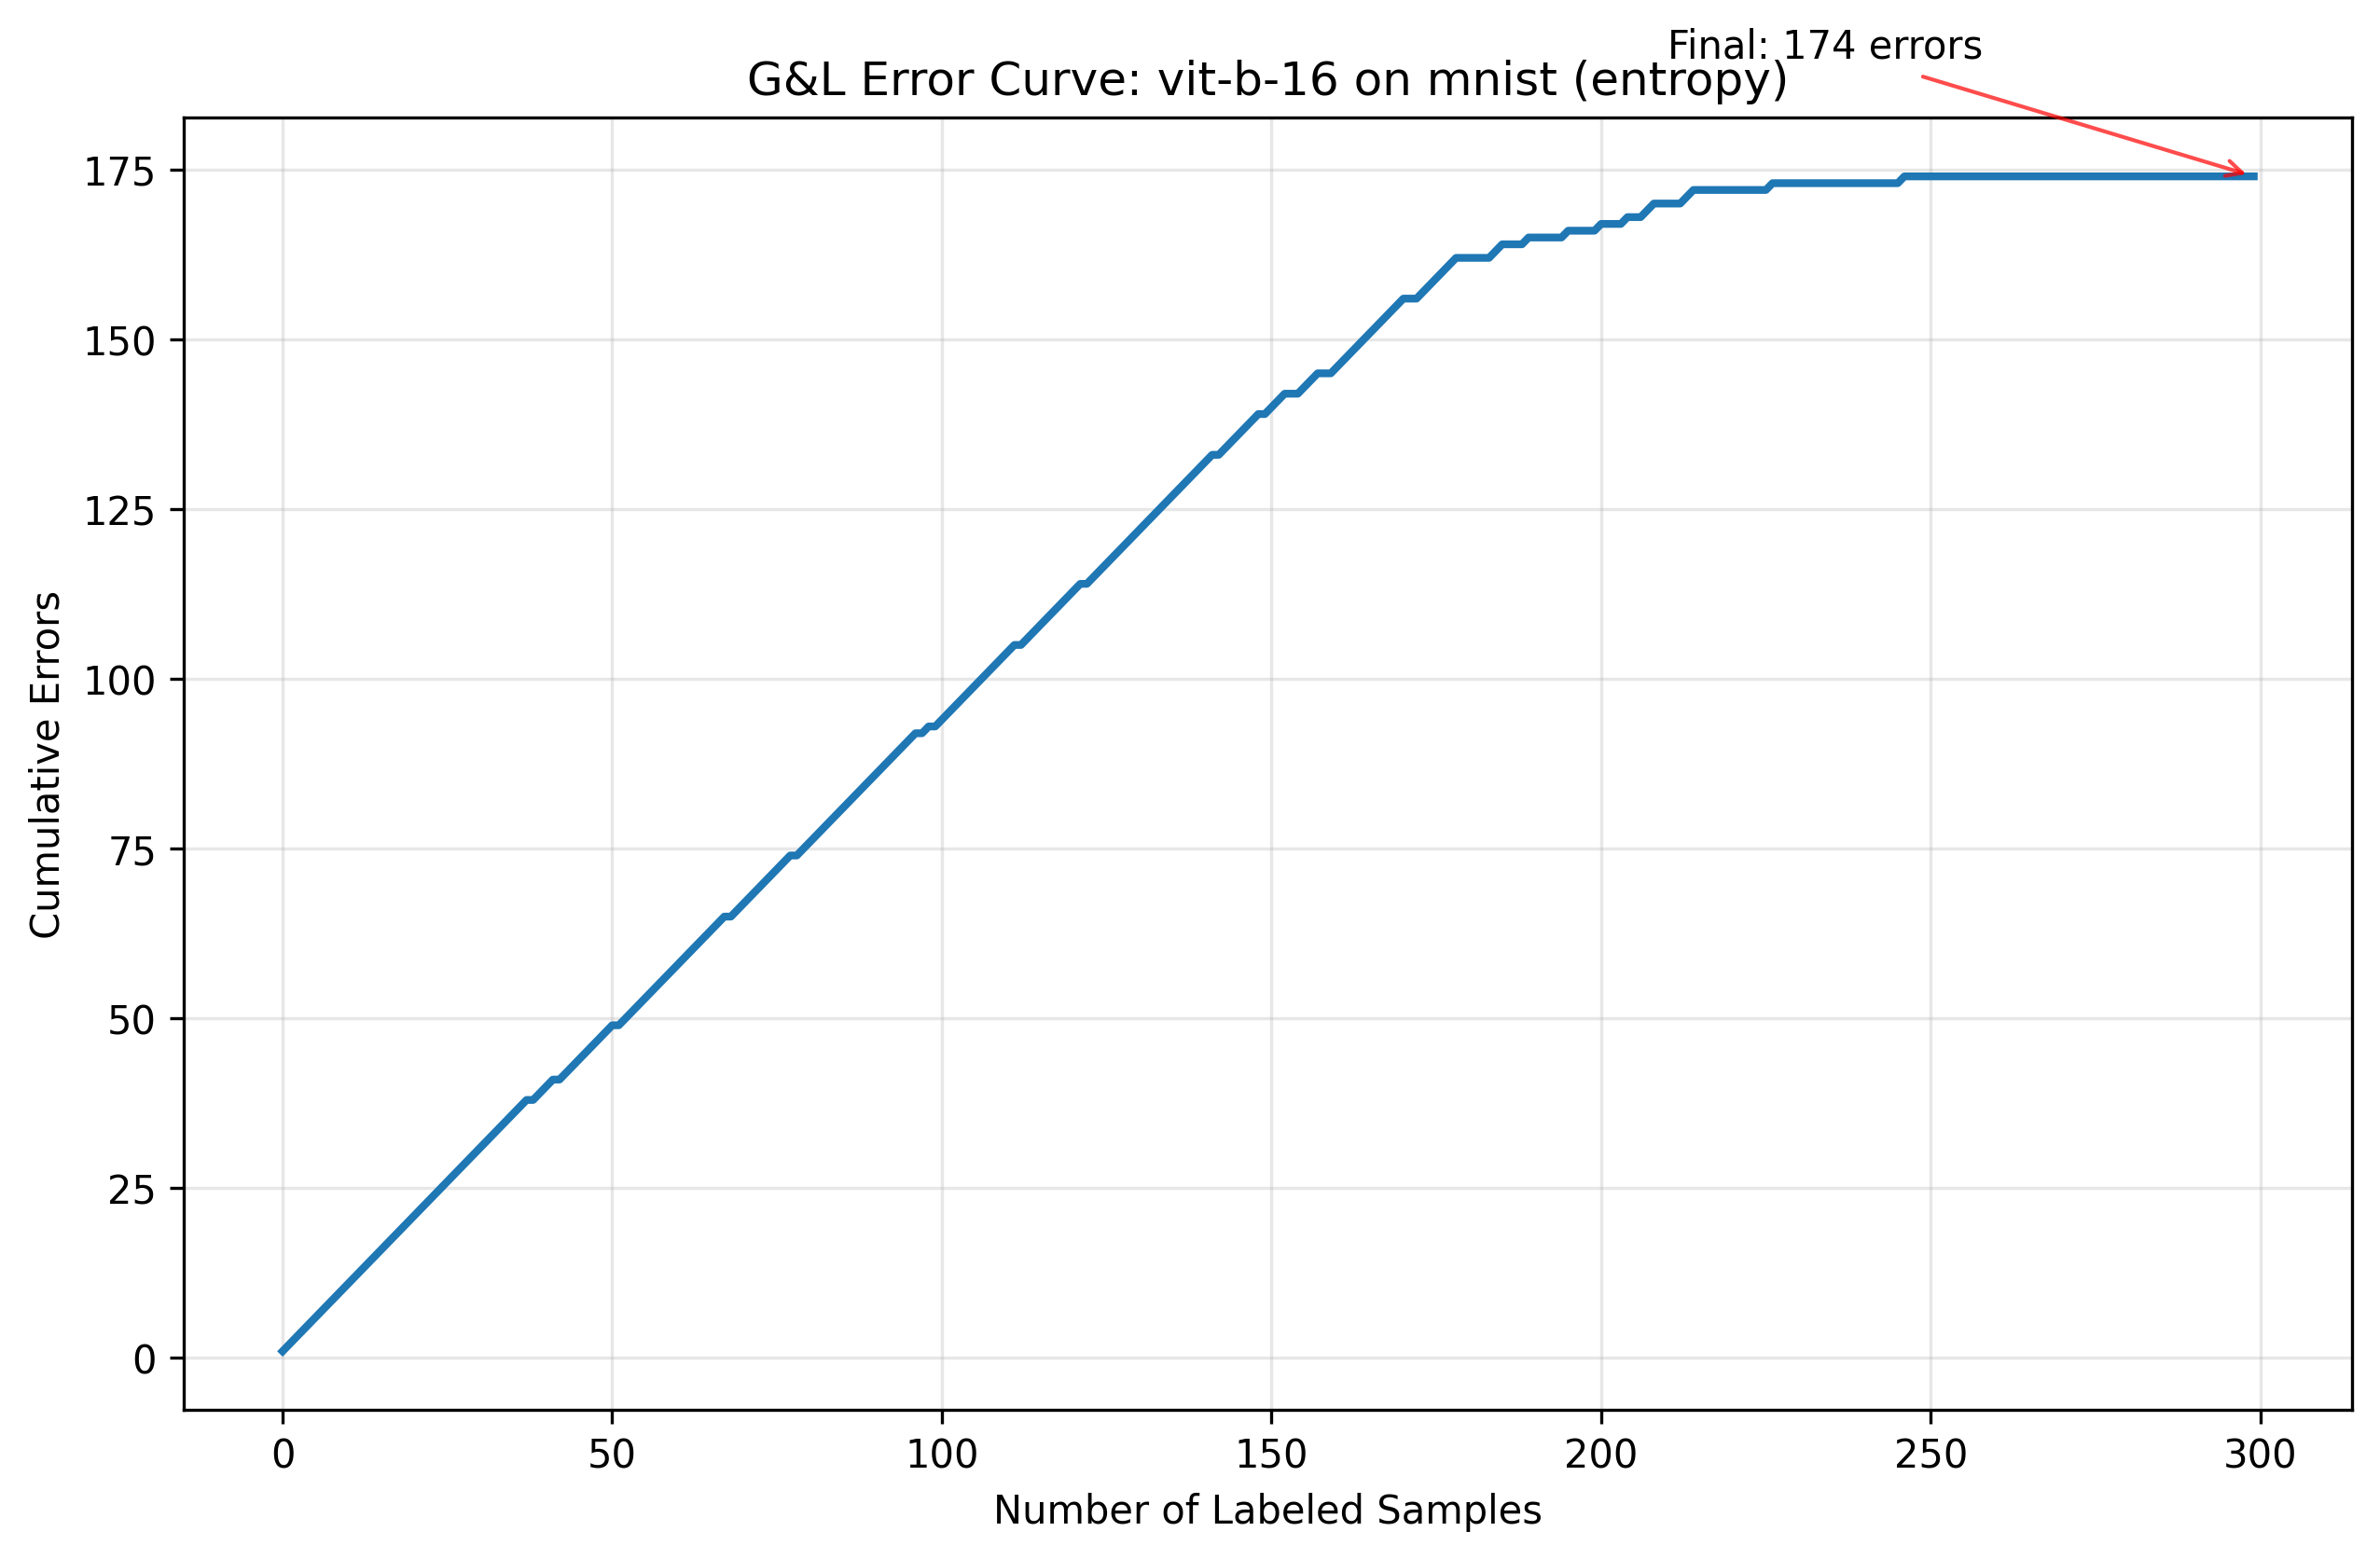 Final: 174 errors
G&L Error Curve: vit-b-16 on mnist (entropy)
175
150
125
100
75
50
25
0
Cumulative Errors
0 50 100 150 200 250 300
Number of Labeled Samples